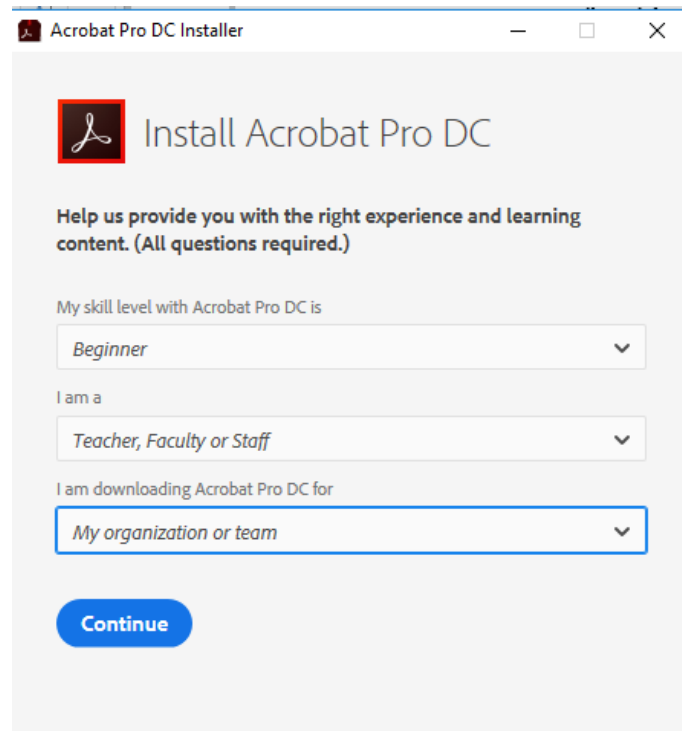 Acrobat Pro DC Installer
Install Acrobat Pro DC
Help us provide you with the right experience and learning
content. (All questions required.)
My skill level with Acrobat Pro DC is
Beginner
I am a
Teacher, Faculty or Staff
I am downloading Acrobat Pro DC for
My organization or team
Continue